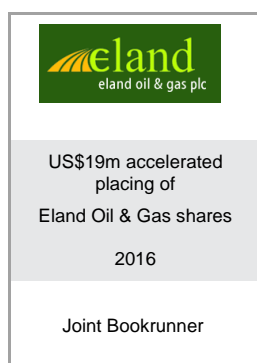 eland
eland oil & gas plc
US$19m accelerated
placing of
Eland Oil & Gas shares
2016
Joint Bookrunner